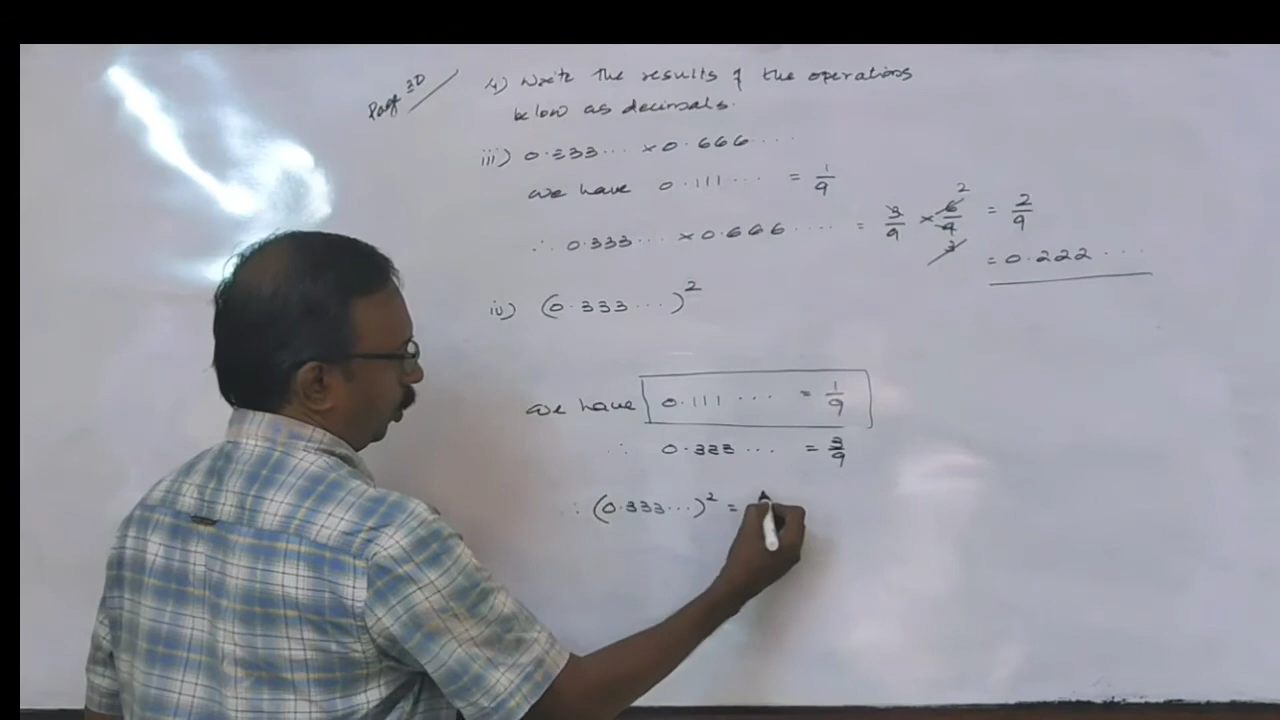 Page 30
4) Write the results of the operations
below as decimals.
iii) 0.333... x 0.666....
We have 0.111... = 1/9
∴ 0.333... x 0.666.... = 3/9 x 6/9 = 2/9
2
3
= 0.222...
iv) (0.333...)²
We have 0.111... = 1/9
∴ 0.333... = 3/9
∴ (0.333...)² =